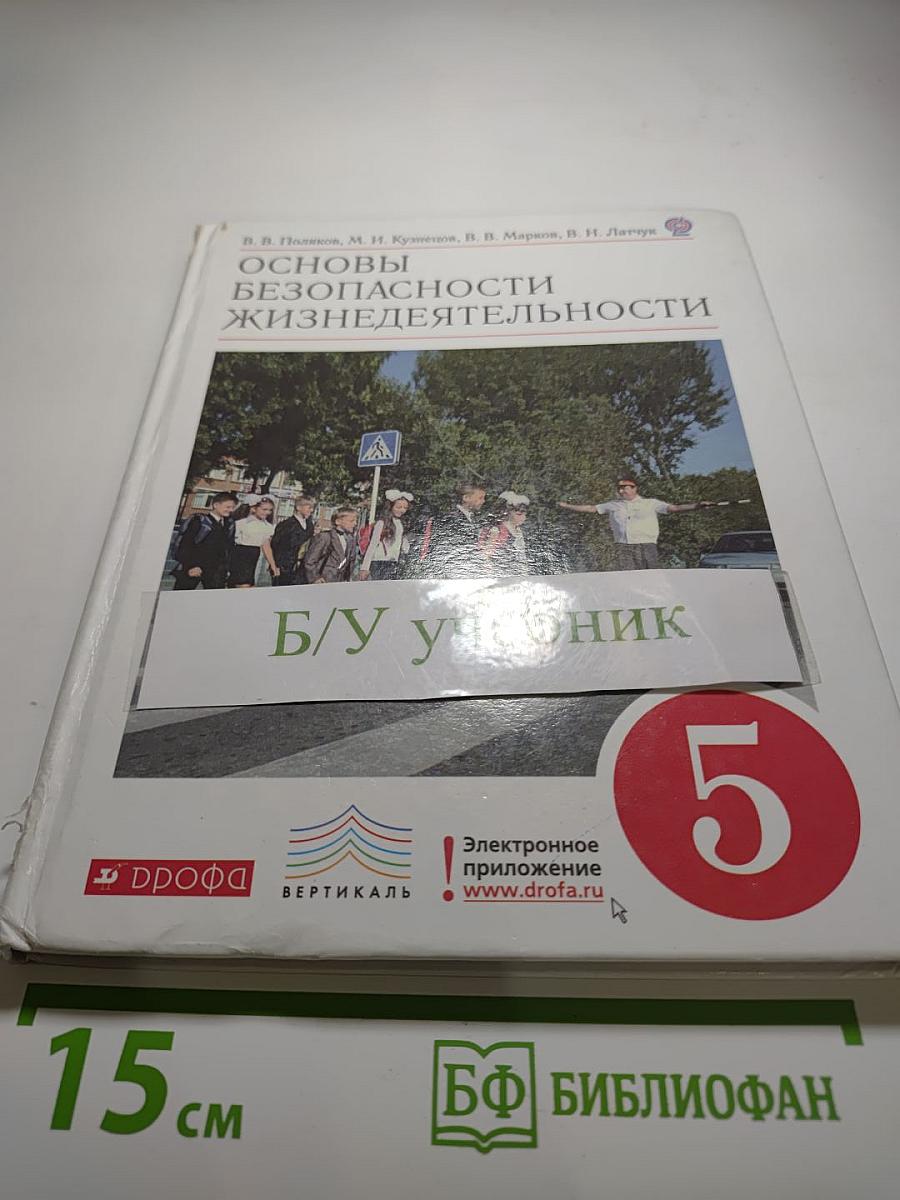 В. В. Поляков, М. И. Кузнецов, В. В. Марков, В. Н. Латчук
ОСНОВЫ
БЕЗОПАСНОСТИ
ЖИЗНЕДЕЯТЕЛЬНОСТИ
Б/У учебник
5
ДРОФА
ВЕРТИКАЛЬ
! Электронное
приложение
www.drofa.ru
15 см
БФ БИБЛИОФАН